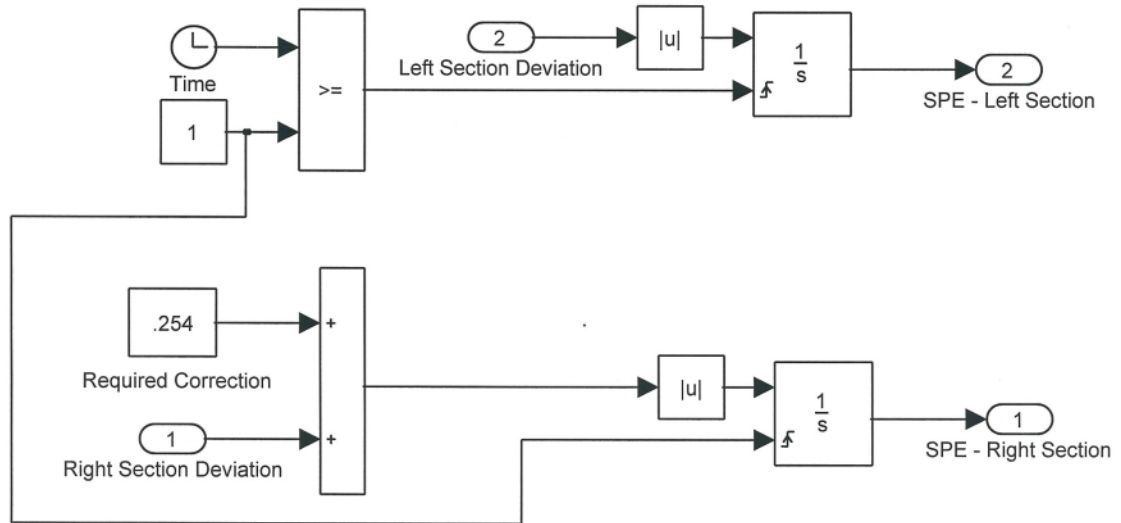 2
|u|
1
s
2
Left Section Deviation
SPE - Left Section
Time
>=
1
.254
+
Required Correction
|u|
1
s
1
+
1
Right Section Deviation
SPE - Right Section